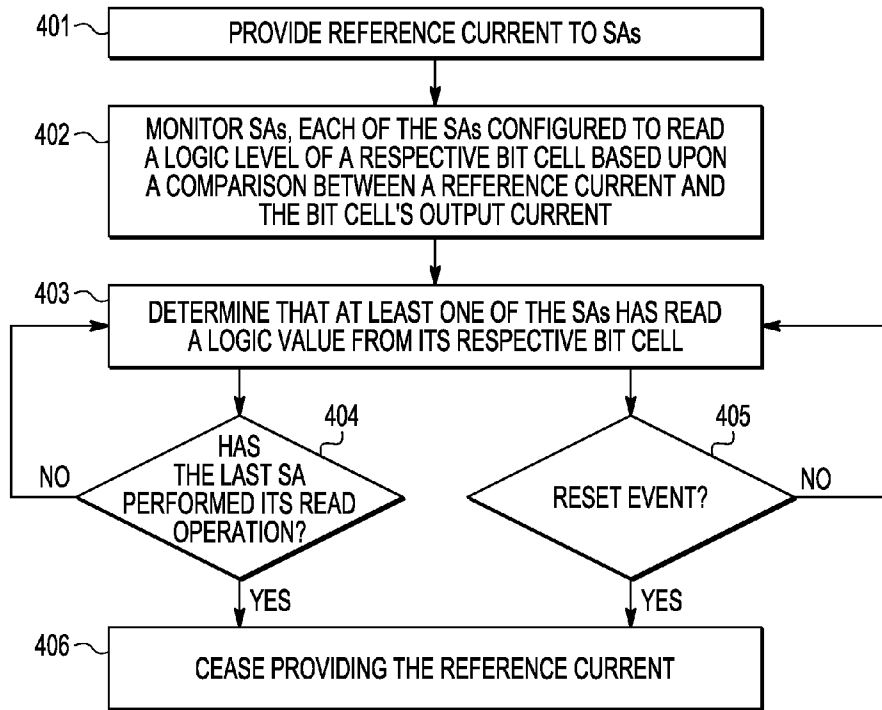 401
PROVIDE REFERENCE CURRENT TO SAs
402
MONITOR SAs, EACH OF THE SAs CONFIGURED TO READ
A LOGIC LEVEL OF A RESPECTIVE BIT CELL BASED UPON
A COMPARISON BETWEEN A REFERENCE CURRENT AND
THE BIT CELL'S OUTPUT CURRENT
403
DETERMINE THAT AT LEAST ONE OF THE SAs HAS READ
A LOGIC VALUE FROM ITS RESPECTIVE BIT CELL
404
HAS
THE LAST SA
PERFORMED ITS READ
OPERATION?
NO
YES
405
RESET EVENT?
NO
YES
406
CEASE PROVIDING THE REFERENCE CURRENT